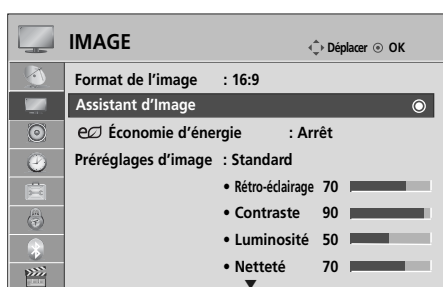 IMAGE Déplacer OK
Format de l'image : 16:9
Assistant d'Image
Économie d'énergie : Arrêt
Préréglages d'image : Standard
• Rétro-éclairage 70
• Contraste 90
• Luminosité 50
• Netteté 70